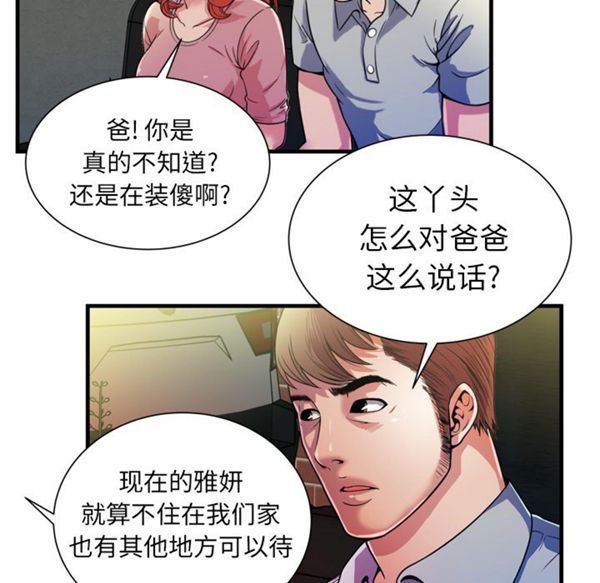 爸! 你是
真的不知道?
还是在装傻啊?
这丫头
怎么对爸爸
这么说话?
现在的雅妍
就算不住在我们家
也有其他地方可以待